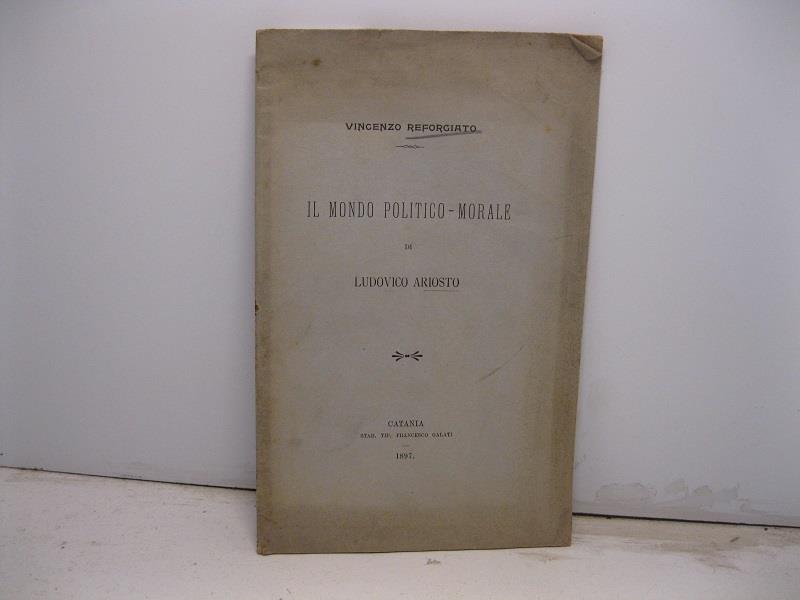 VINCENZO REFORGIATO
IL MONDO POLITICO-MORALE
DI
LUDOVICO ARIOSTO
CATANIA
STAB. TIP. FRANCESCO GALATI
1897.